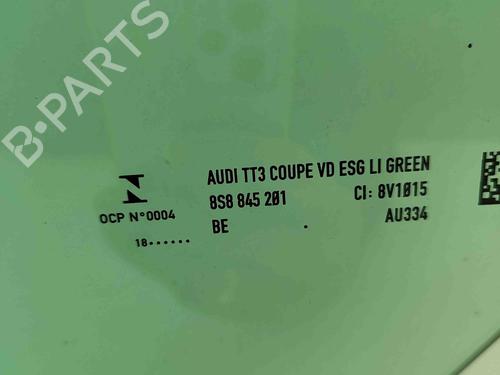 B-PARTS
AUDI TT3 COUPE VD ESG LI GREEN
8S8 845 201 CI: 8V1015
BE AU334
OCP N°0004
18......